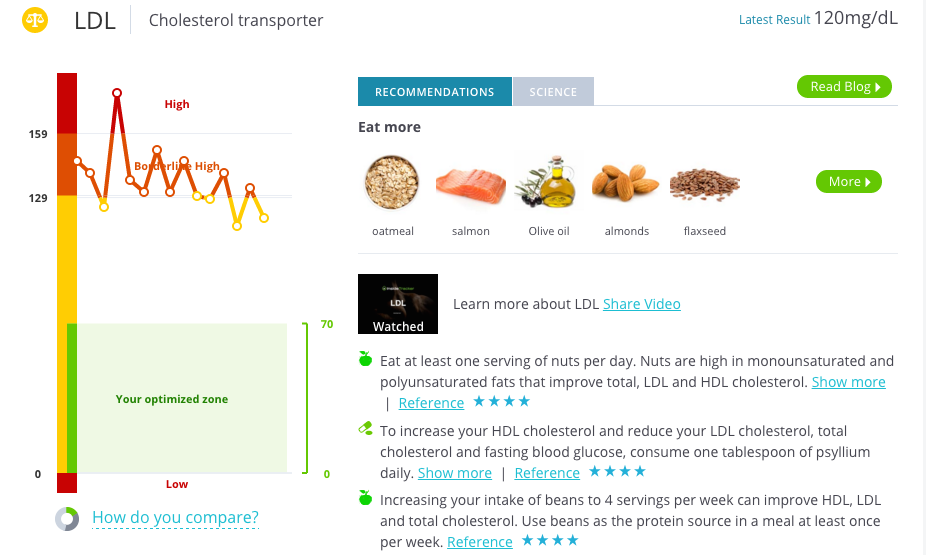 LDL
Cholesterol transporter
Latest Result 120mg/dL
High
159
Borderline High
129
70
Your optimized zone
0
0
Low
How do you compare?
RECOMMENDATIONS
SCIENCE
Read Blog
Eat more
More
oatmeal
salmon
Olive oil
almonds
flaxseed
LDL
Watched
Learn more about LDL Share Video
Eat at least one serving of nuts per day. Nuts are high in monounsaturated and
polyunsaturated fats that improve total, LDL and HDL cholesterol. Show more
| Reference
To increase your HDL cholesterol and reduce your LDL cholesterol, total
cholesterol and fasting blood glucose, consume one tablespoon of psyllium
daily. Show more | Reference
Increasing your intake of beans to 4 servings per week can improve HDL, LDL
and total cholesterol. Use beans as the protein source in a meal at least once
per week. Reference